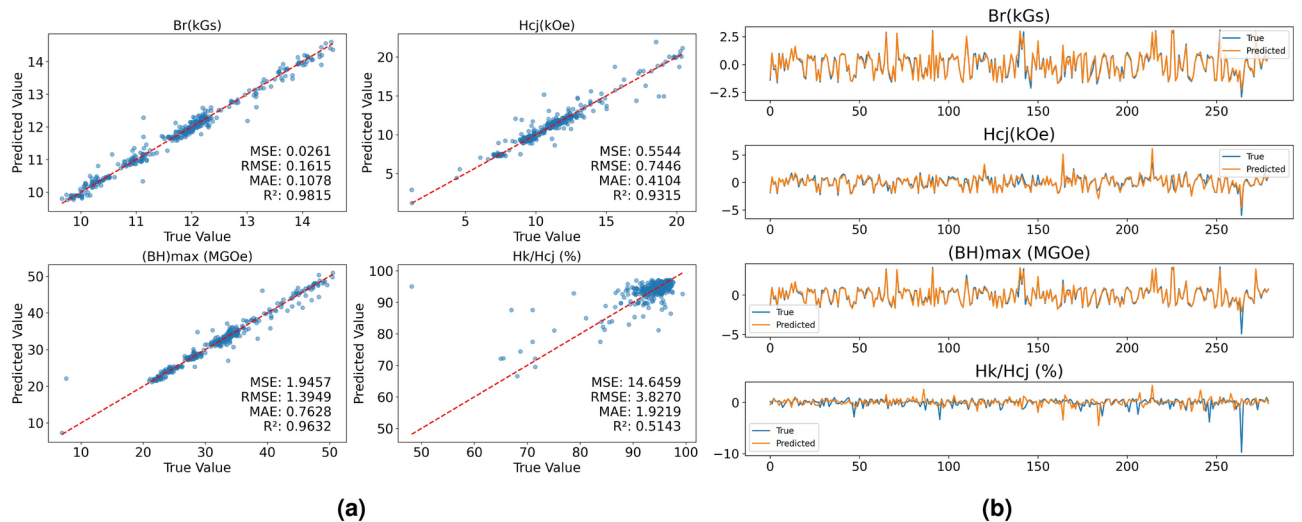 Br(kGs)
Predicted Value
14
13
12
11
10
MSE: 0.0261
RMSE: 0.1615
MAE: 0.1078
R²: 0.9815
10 11 12 13 14
True Value
Hcj(kOe)
Predicted Value
20
15
10
5
MSE: 0.5544
RMSE: 0.7446
MAE: 0.4104
R²: 0.9315
5 10 15 20
True Value
(BH)max (MGOe)
Predicted Value
50
40
30
20
10
MSE: 1.9457
RMSE: 1.3949
MAE: 0.7628
R²: 0.9632
10 20 30 40 50
True Value
Hk/Hcj (%)
Predicted Value
100
90
80
70
60
50
MSE: 14.6459
RMSE: 3.8270
MAE: 1.9219
R²: 0.5143
50 60 70 80 90 100
True Value
(a)
Br(kGs)
2.5
0.0
−2.5
True
Predicted
0 50 100 150 200 250
Hcj(kOe)
5
0
−5
True
Predicted
0 50 100 150 200 250
(BH)max (MGOe)
0
−5
True
Predicted
0 50 100 150 200 250
Hk/Hcj (%)
0
−10
True
Predicted
0 50 100 150 200 250
(b)